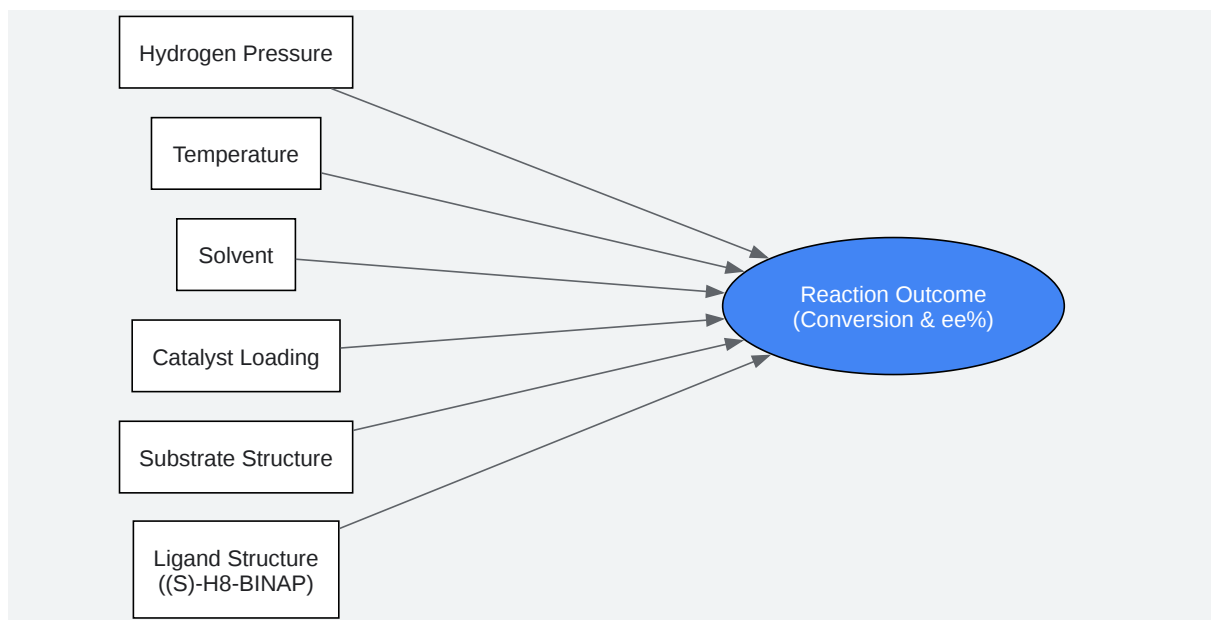 Hydrogen Pressure
Temperature
Solvent
Catalyst Loading
Substrate Structure
Ligand Structure
((S)-H8-BINAP)
Reaction Outcome
(Conversion & ee%)